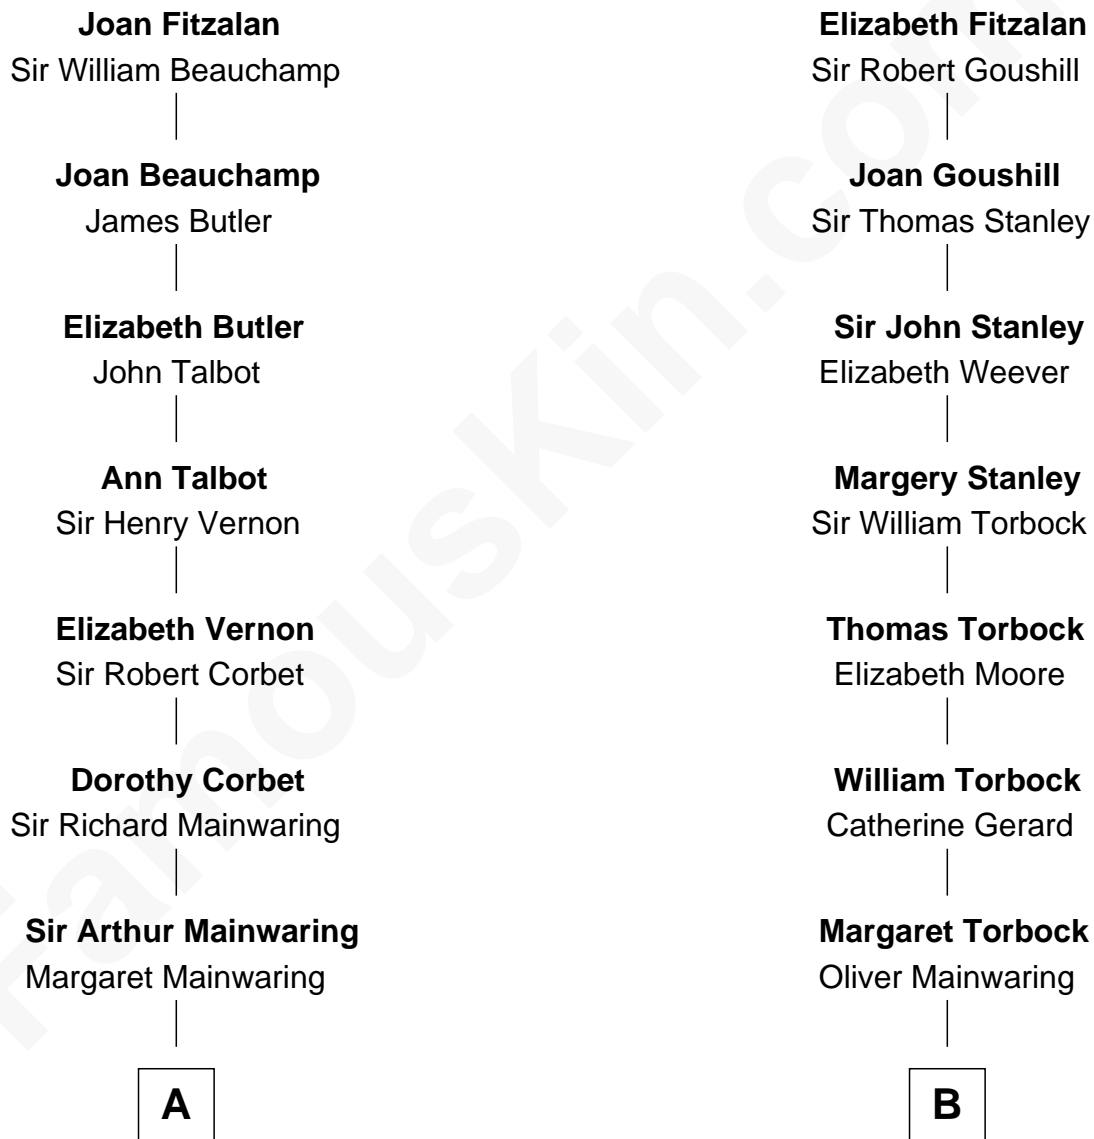 Joan Fitzalan
Sir William Beauchamp
Joan Beauchamp
James Butler
Elizabeth Butler
John Talbot
Ann Talbot
Sir Henry Vernon
Elizabeth Vernon
Sir Robert Corbet
Dorothy Corbet
Sir Richard Mainwaring
Sir Arthur Mainwaring
Margaret Mainwaring
A
Elizabeth Fitzalan
Sir Robert Goushill
Joan Goushill
Sir Thomas Stanley
Sir John Stanley
Elizabeth Weever
Margery Stanley
Sir William Torbock
Thomas Torbock
Elizabeth Moore
William Torbock
Catherine Gerard
Margaret Torbock
Oliver Mainwaring
B
FamousKin.com